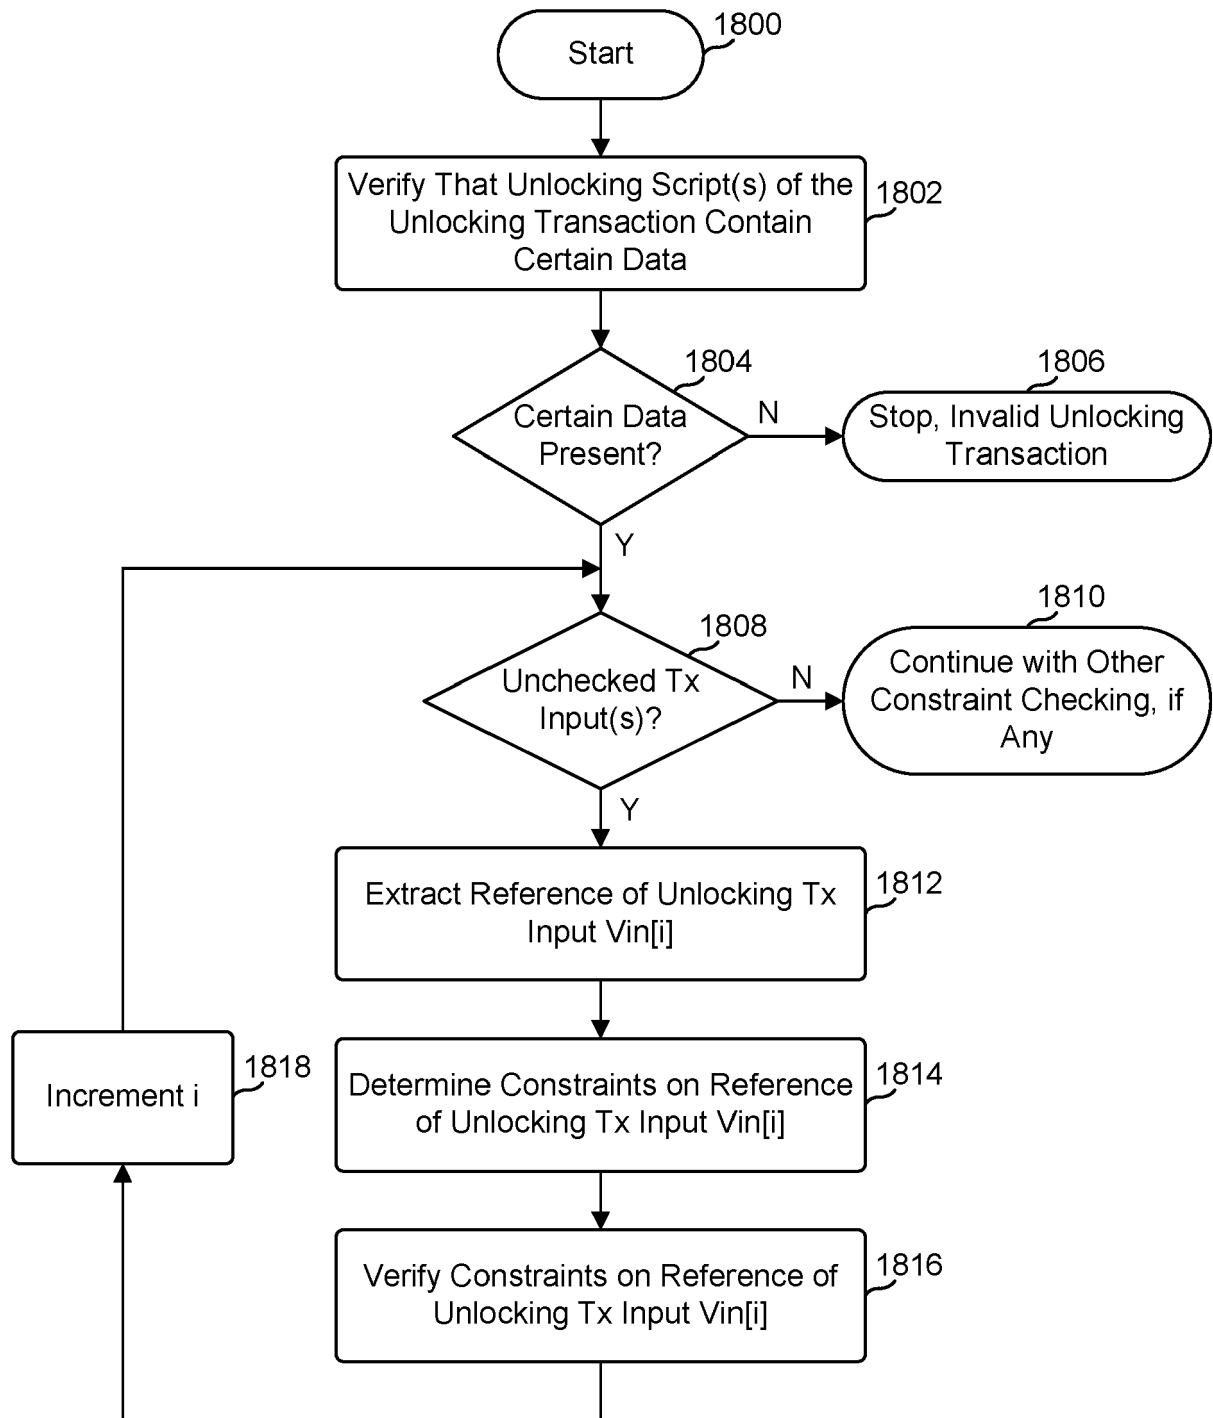 1800
Start
Verify That Unlocking Script(s) of the
Unlocking Transaction Contain
Certain Data
1802
1804
Certain Data
Present?
N
1806
Stop, Invalid Unlocking
Transaction
Y
1808
Unchecked Tx
Input(s)?
N
1810
Continue with Other
Constraint Checking, if
Any
Y
Extract Reference of Unlocking Tx
Input Vin[i]
1812
Increment i
1818
Determine Constraints on Reference
of Unlocking Tx Input Vin[i]
1814
Verify Constraints on Reference of
Unlocking Tx Input Vin[i]
1816